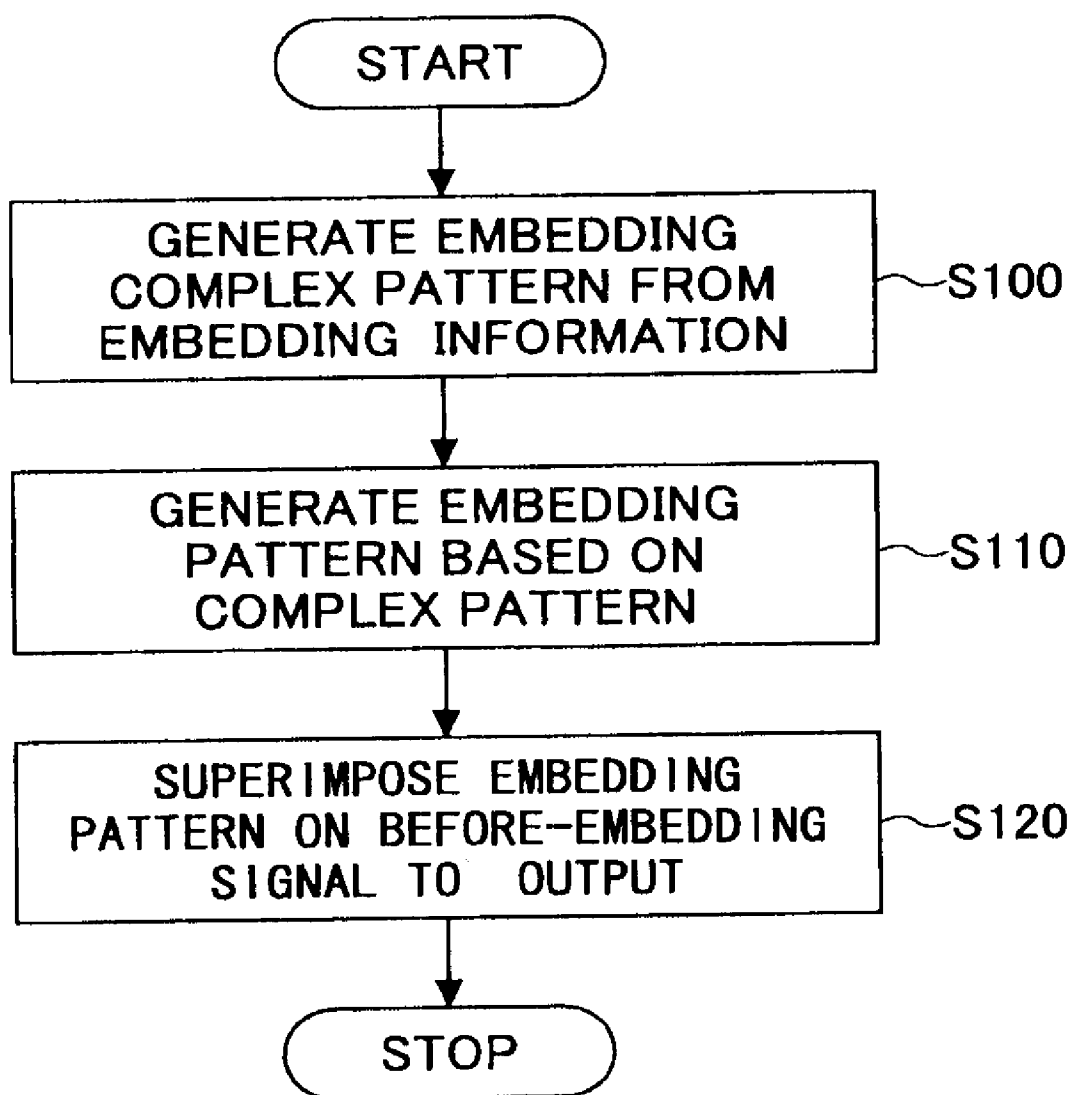 START
GENERATE EMBEDDING
COMPLEX PATTERN FROM
EMBEDDING INFORMATION
S100
GENERATE EMBEDDING
PATTERN BASED ON
COMPLEX PATTERN
S110
SUPERIMPOSE EMBEDDING
PATTERN ON BEFORE-EMBEDDING
SIGNAL TO OUTPUT
S120
STOP